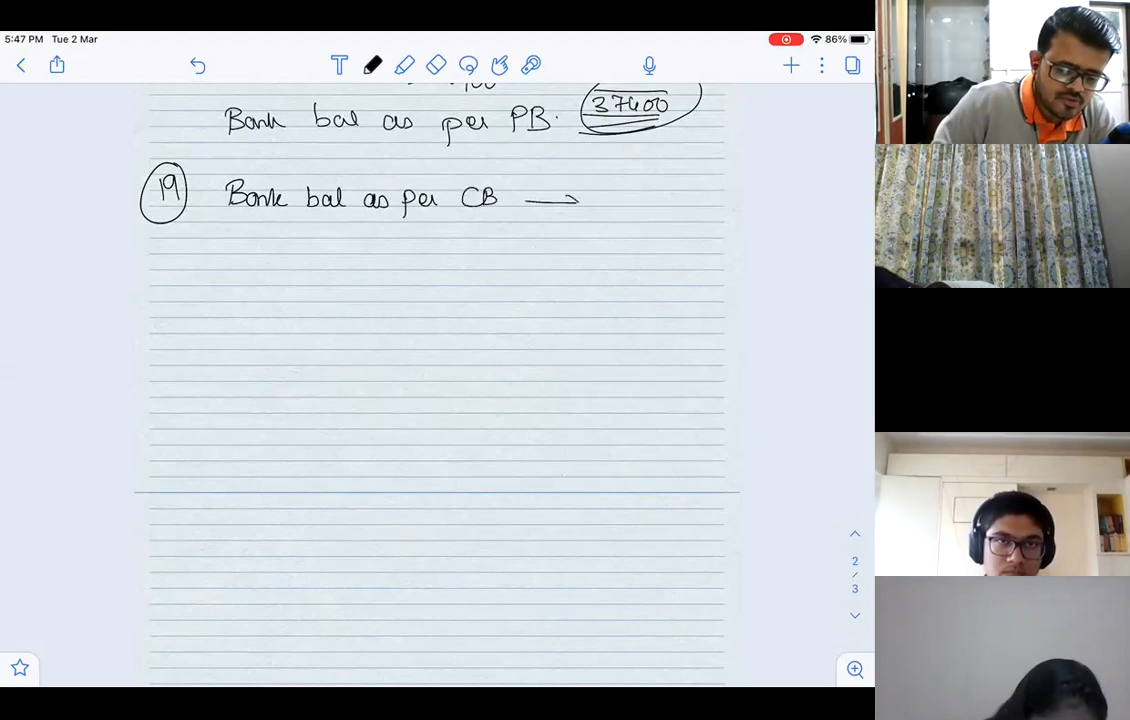 5:47 PM Tue 2 Mar 86%
T
Bank bal as per PB. 37400
19 Bank bal as per CB →
2
/
3